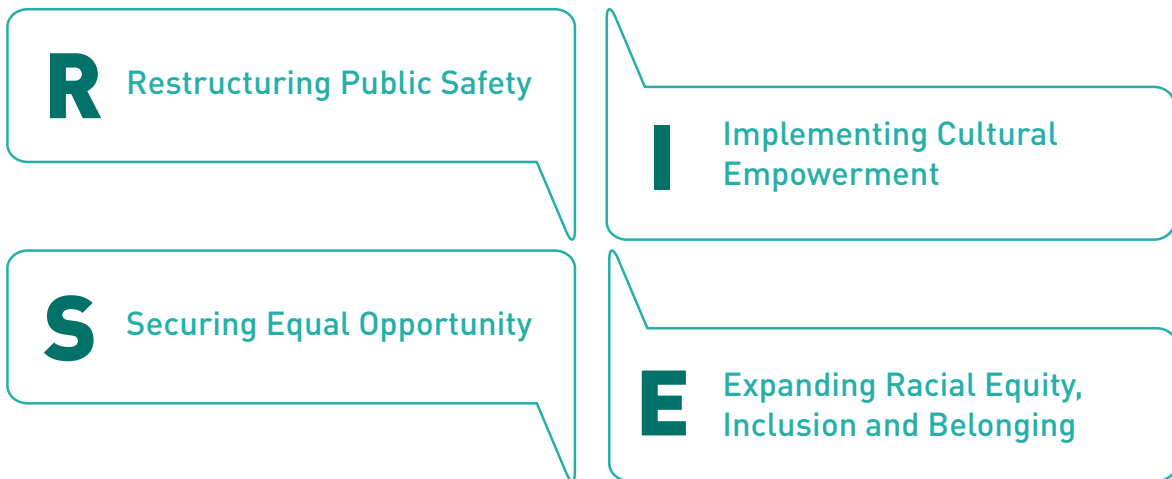 R
Restructuring Public Safety
I
Implementing Cultural
Empowerment
S
Securing Equal Opportunity
E
Expanding Racial Equity,
Inclusion and Belonging